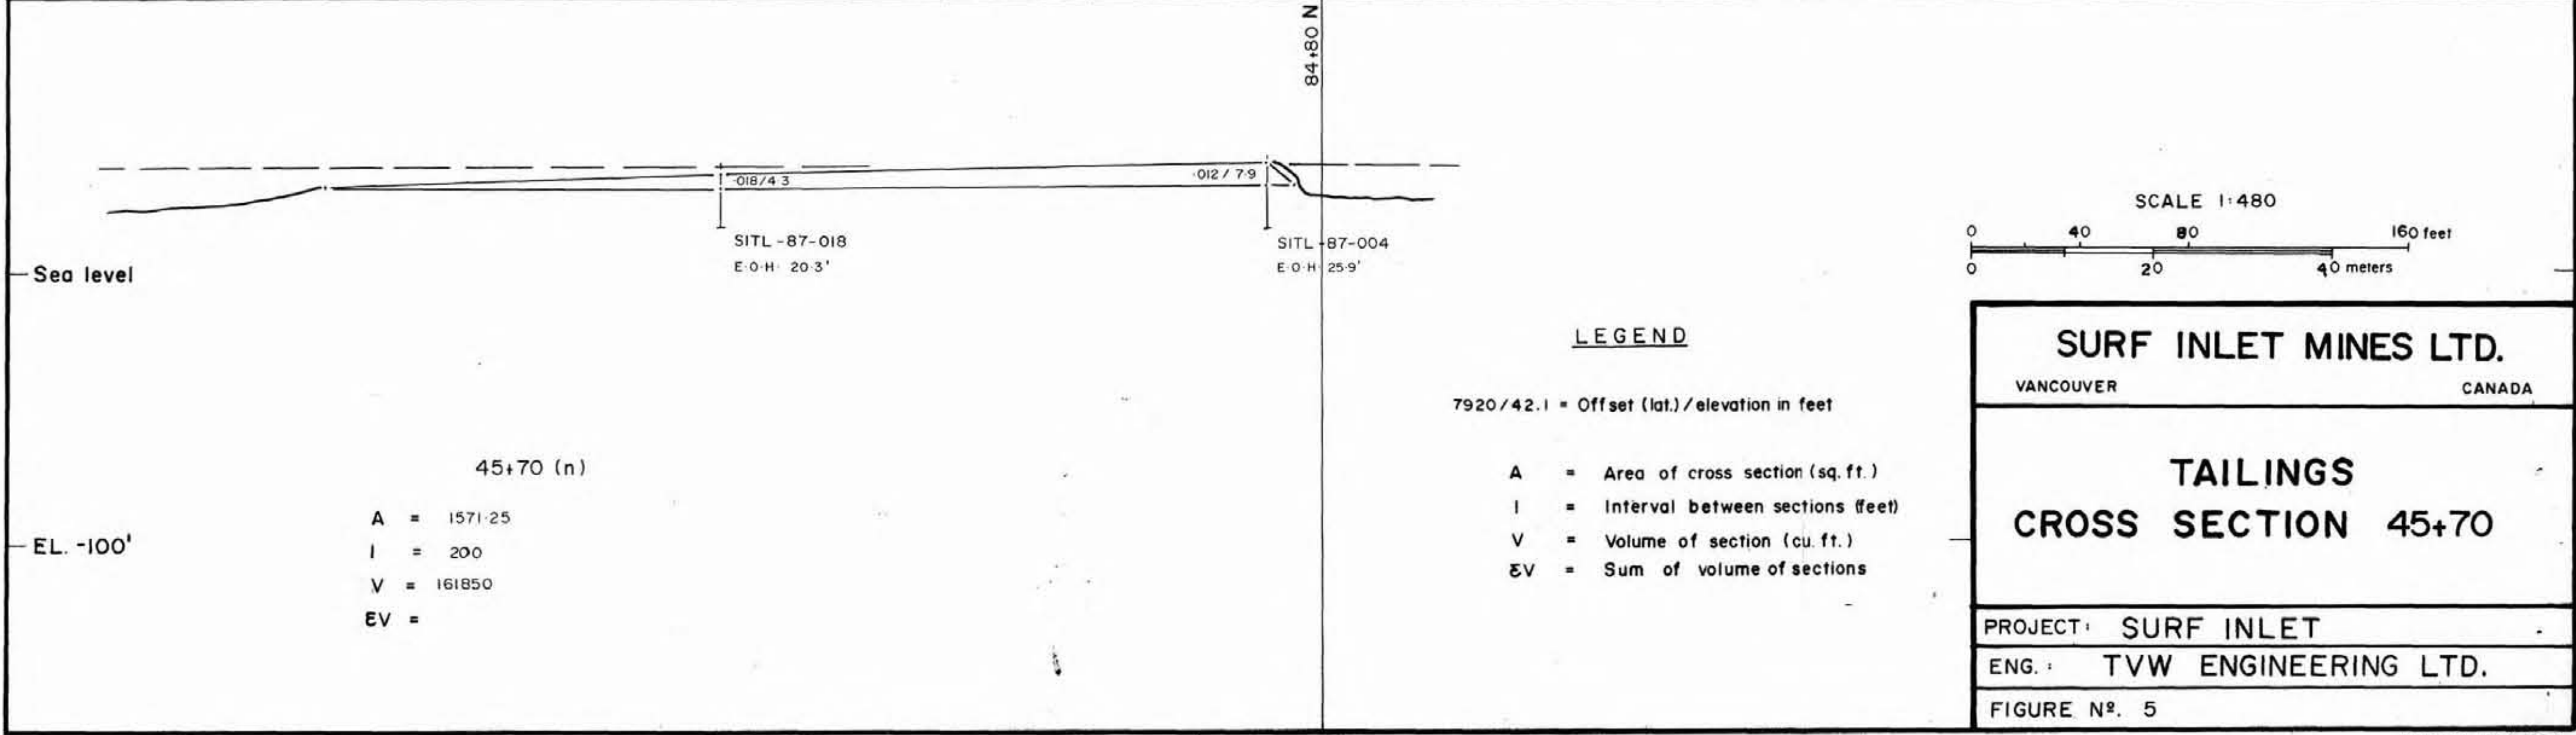 84+80 N
·018/4·3
·012 / 7·9
SITL-87-018
E·O·H· 20·3'
SITL-87-004
E·O·H· 25·9'
Sea level
EL. -100'
45+70 (n)
A = 1571·25
I = 200
V = 161850
ƐV =
LEGEND
7920/42.1 = Offset (lat.)/elevation in feet
A = Area of cross section (sq. ft.)
I = Interval between sections (feet)
V = Volume of section (cu. ft.)
ƐV = Sum of volume of sections
SCALE 1:480
0 40 80 160 feet
0 20 40 meters
SURF INLET MINES LTD.
VANCOUVER CANADA
TAILINGS
CROSS SECTION 45+70
PROJECT: SURF INLET
ENG.: TVW ENGINEERING LTD.
FIGURE Nº. 5